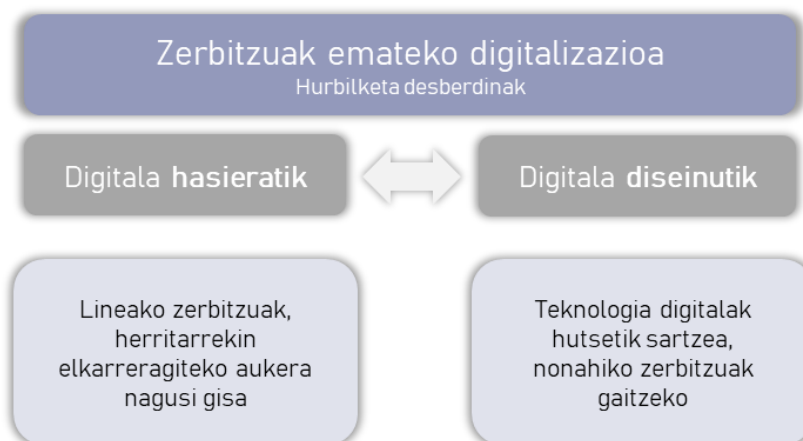 Zerbitzuak emateko digitalizazioa
Hurbilketa desberdinak
Digitala hasieratik
Digitala diseinutik
Lineako zerbitzuak,
herritarrekin
elkarreragiteko aukera
nagusi gisa
Teknologia digitalak
hutsetik sartzea,
nonahiko zerbitzuak
gaitzeko